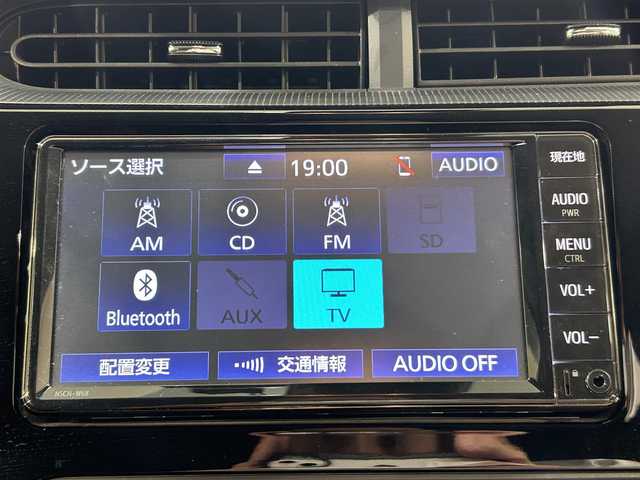 ソース選択 19:00 AUDIO
現在地
AM CD FM SD
AUDIO
PWR
MENU
CTRL
Bluetooth AUX TV
VOL+
VOL-
配置変更 交通情報 AUDIO OFF